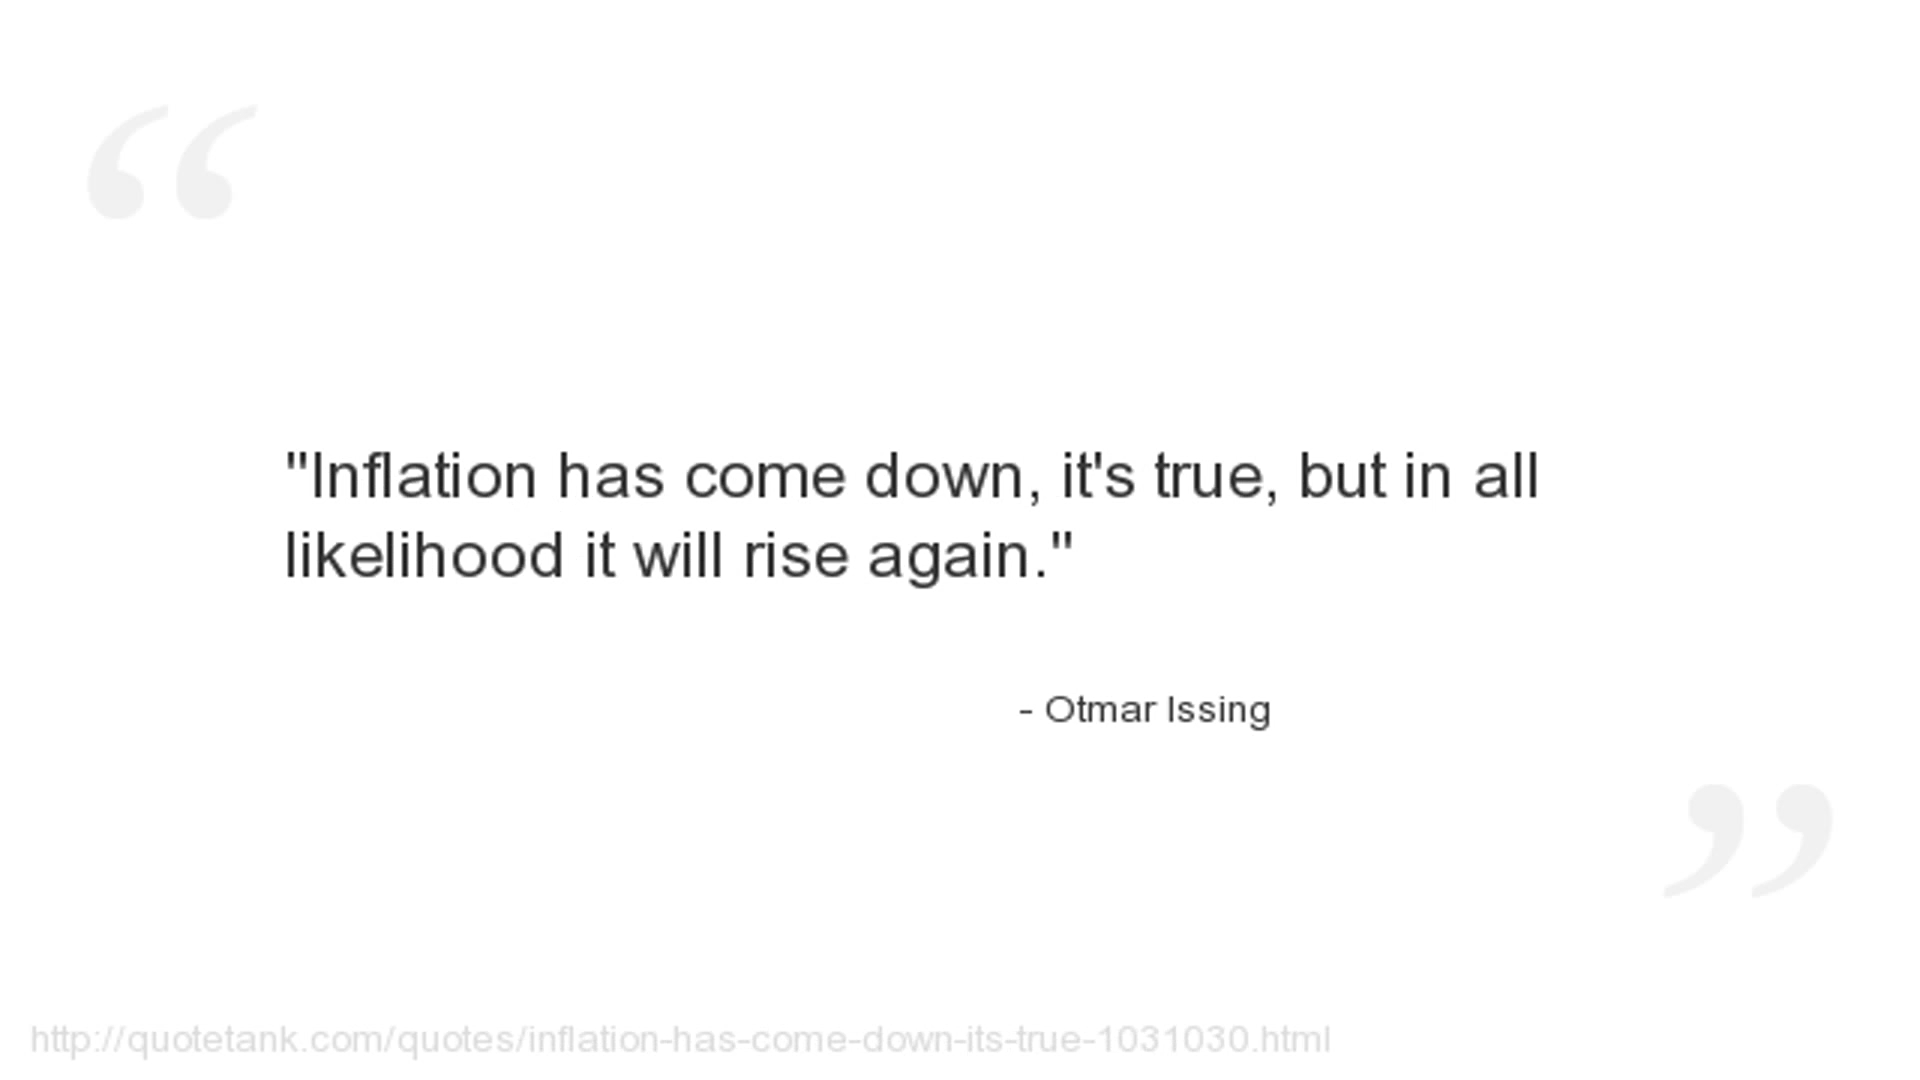 "Inflation has come down, it's true, but in all
likelihood it will rise again."
- Otmar Issing
http://quotetank.com/quotes/inflation-has-come-down-its-true-1031030.html